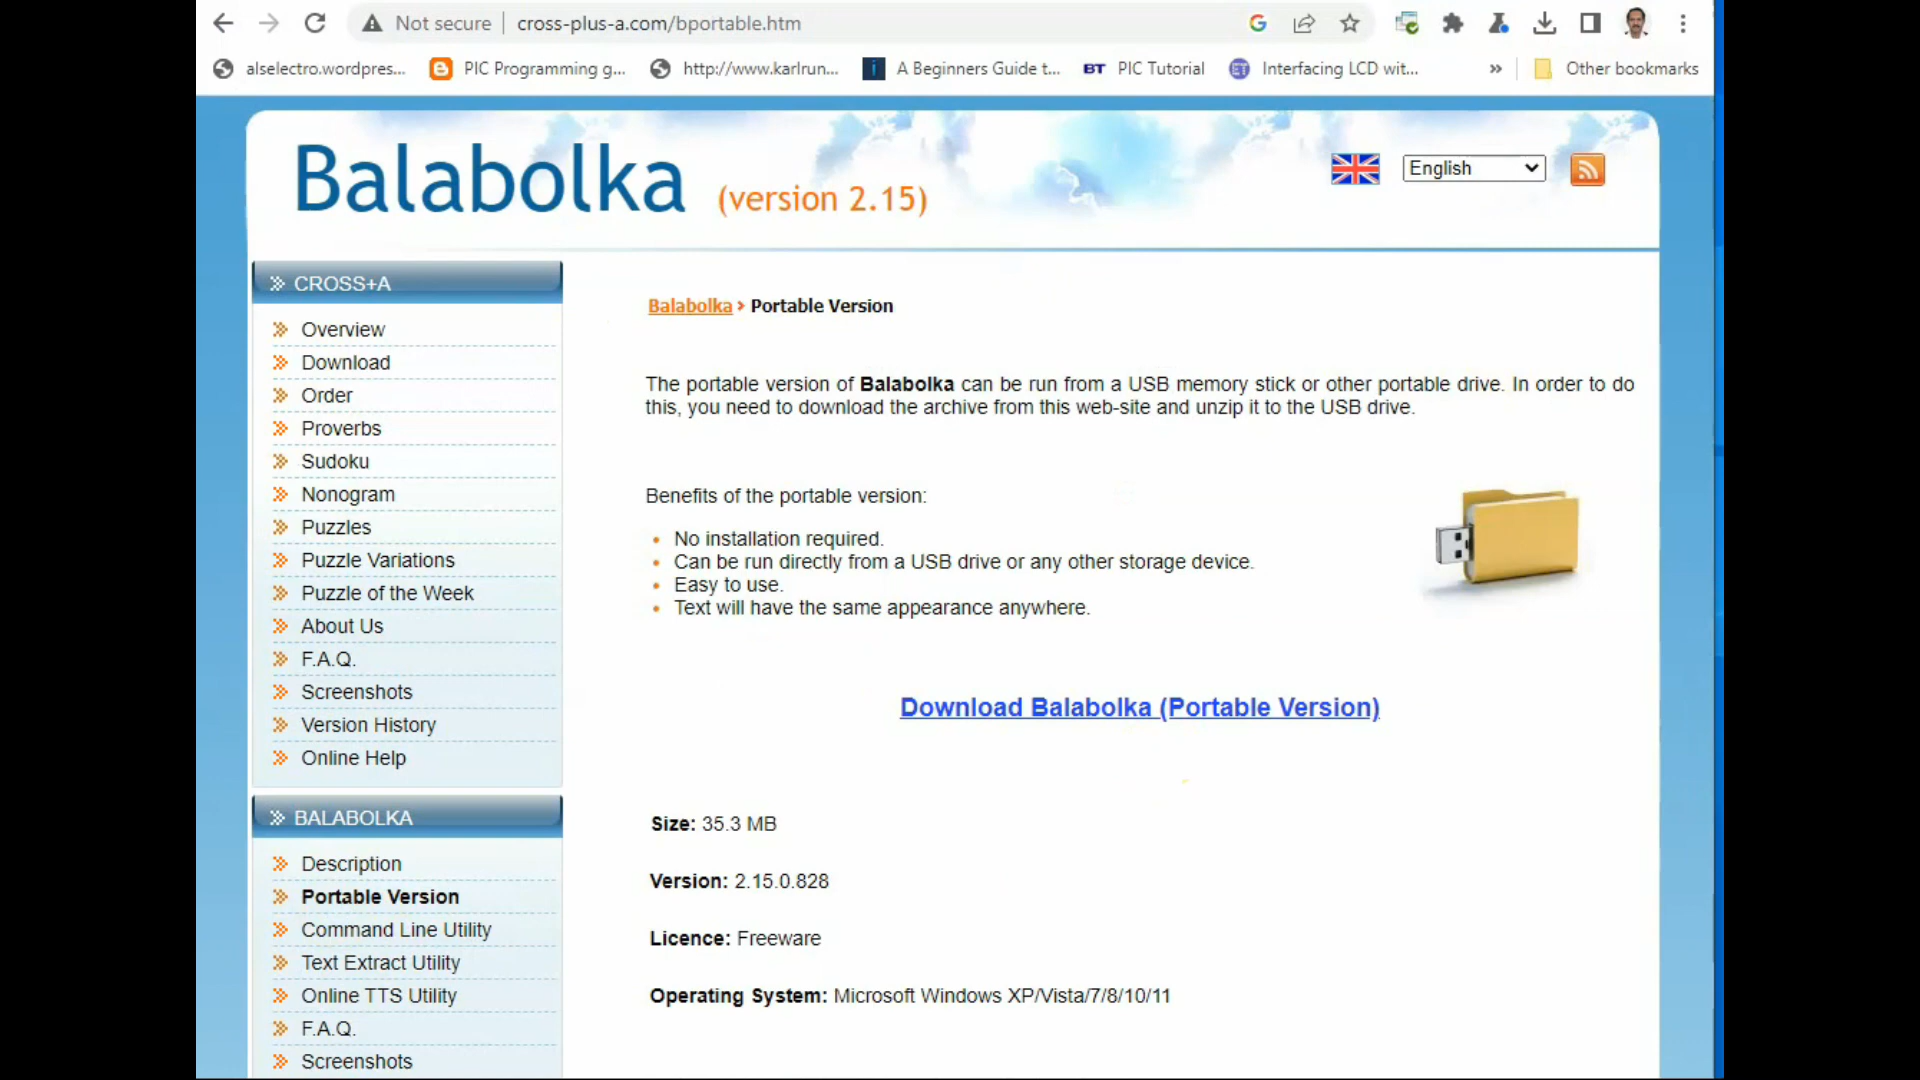 Not secure | cross-plus-a.com/bportable.htm
alselectro.wordpres... PIC Programming g... http://www.karlrun... A Beginners Guide t... BT PIC Tutorial Interfacing LCD wit... » Other bookmarks
Balabolka (version 2.15)
English
CROSS+A
Overview
Download
Order
Proverbs
Sudoku
Nonogram
Puzzles
Puzzle Variations
Puzzle of the Week
About Us
F.A.Q.
Screenshots
Version History
Online Help
BALABOLKA
Description
Portable Version
Command Line Utility
Text Extract Utility
Online TTS Utility
F.A.Q.
Screenshots
Balabolka › Portable Version
The portable version of Balabolka can be run from a USB memory stick or other portable drive. In order to do
this, you need to download the archive from this web-site and unzip it to the USB drive.
Benefits of the portable version:
• No installation required.
• Can be run directly from a USB drive or any other storage device.
• Easy to use.
• Text will have the same appearance anywhere.
Download Balabolka (Portable Version)
Size: 35.3 MB
Version: 2.15.0.828
Licence: Freeware
Operating System: Microsoft Windows XP/Vista/7/8/10/11